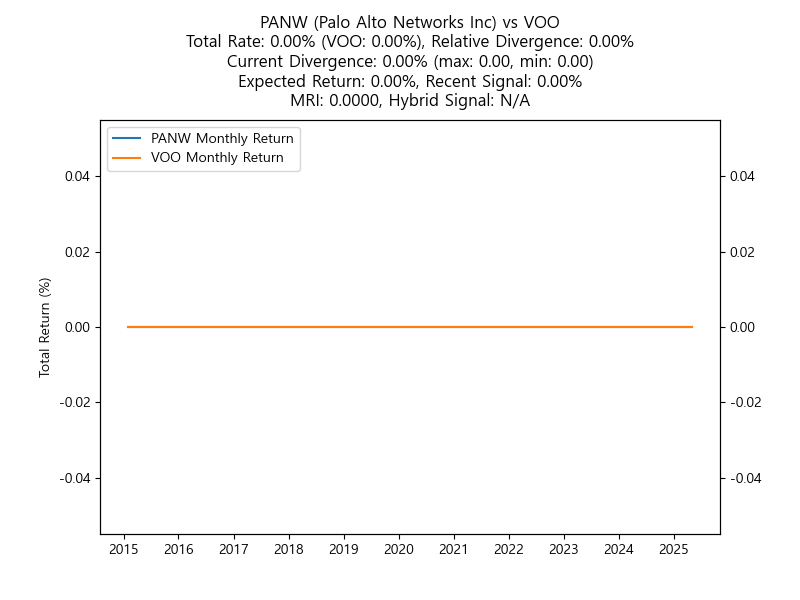 PANW (Palo Alto Networks Inc) vs VOO
Total Rate: 0.00% (VOO: 0.00%), Relative Divergence: 0.00%
Current Divergence: 0.00% (max: 0.00, min: 0.00)
Expected Return: 0.00%, Recent Signal: 0.00%
MRI: 0.0000, Hybrid Signal: N/A
PANW Monthly Return
VOO Monthly Return
Total Return (%)
0.04
0.02
0.00
-0.02
-0.04
0.04
0.02
0.00
-0.02
-0.04
2015 2016 2017 2018 2019 2020 2021 2022 2023 2024 2025